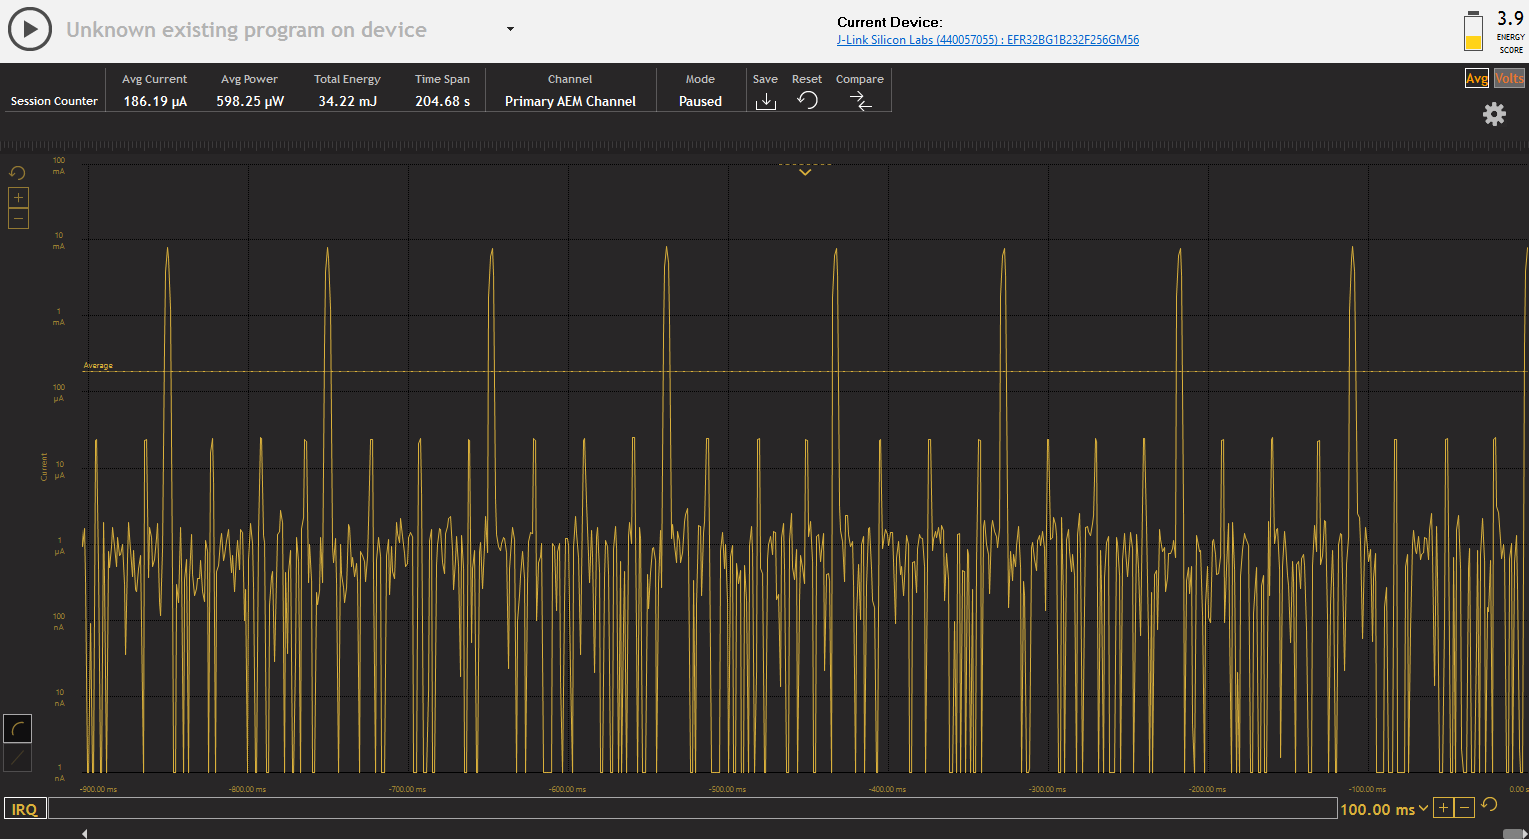 Unknown existing program on device
Current Device:
J-Link Silicon Labs (440057055) : EFR32BG1B232F256GM56
3.9
ENERGY
SCORE
Session Counter
Avg Current
186.19 µA
Avg Power
598.25 µW
Total Energy
34.22 mJ
Time Span
204.68 s
Channel
Primary AEM Channel
Mode
Paused
Save
Reset
Compare
Avg
Volts
100
mA
10
mA
1
mA
Average
100
µA
Current
10
µA
1
µA
100
nA
10
nA
1
nA
-900.00 ms
-800.00 ms
-700.00 ms
-600.00 ms
-500.00 ms
-400.00 ms
-300.00 ms
-200.00 ms
-100.00 ms
0.00 s
IRQ
100.00 ms